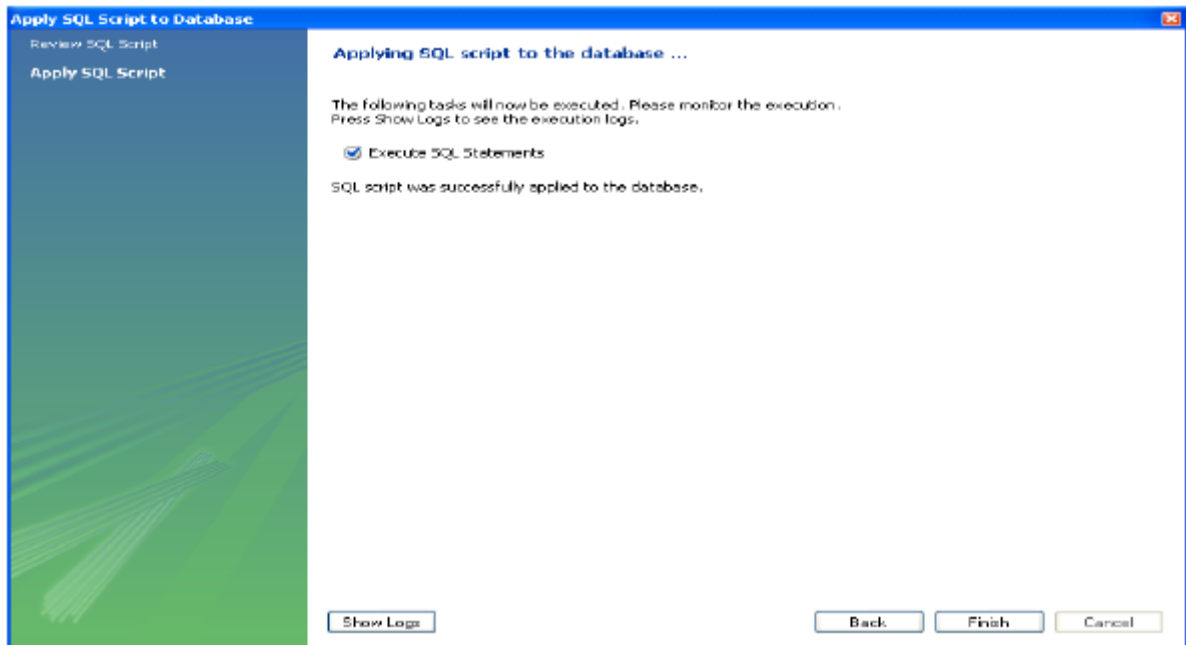 Apply SQL Script to Database
Review SQL Script
Apply SQL Script
Applying SQL script to the database ...
The following tasks will now be executed. Please monitor the execution.
Press Show Logs to see the execution logs.
Execute SQL Statements
SQL script was successfully applied to the database.
Show Logs
Back
Finish
Cancel